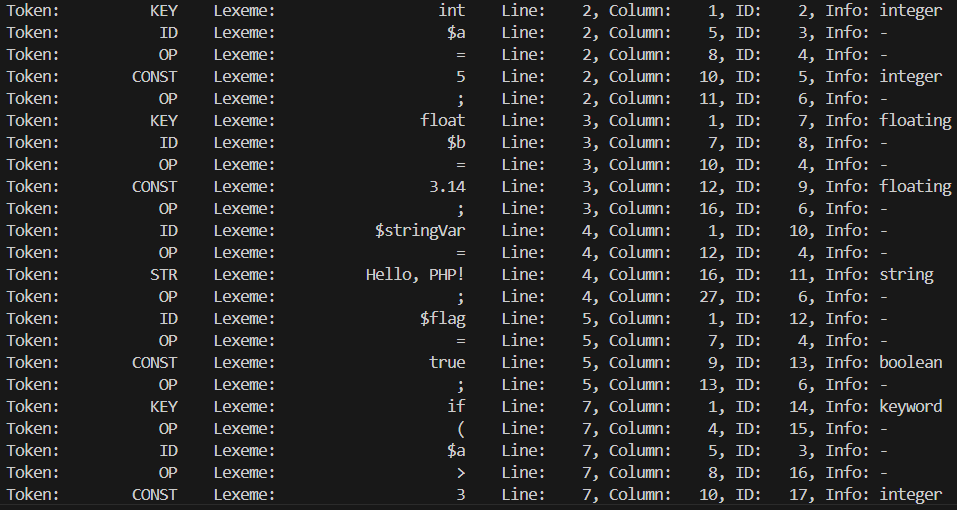 Token: KEY Lexeme: int Line: 2, Column: 1, ID: 2, Info: integer
Token: ID Lexeme: $a Line: 2, Column: 5, ID: 3, Info: -
Token: OP Lexeme: = Line: 2, Column: 8, ID: 4, Info: -
Token: CONST Lexeme: 5 Line: 2, Column: 10, ID: 5, Info: integer
Token: OP Lexeme: ; Line: 2, Column: 11, ID: 6, Info: -
Token: KEY Lexeme: float Line: 3, Column: 1, ID: 7, Info: floating
Token: ID Lexeme: $b Line: 3, Column: 7, ID: 8, Info: -
Token: OP Lexeme: = Line: 3, Column: 10, ID: 4, Info: -
Token: CONST Lexeme: 3.14 Line: 3, Column: 12, ID: 9, Info: floating
Token: OP Lexeme: ; Line: 3, Column: 16, ID: 6, Info: -
Token: ID Lexeme: $stringVar Line: 4, Column: 1, ID: 10, Info: -
Token: OP Lexeme: = Line: 4, Column: 12, ID: 4, Info: -
Token: STR Lexeme: Hello, PHP! Line: 4, Column: 16, ID: 11, Info: string
Token: OP Lexeme: ; Line: 4, Column: 27, ID: 6, Info: -
Token: ID Lexeme: $flag Line: 5, Column: 1, ID: 12, Info: -
Token: OP Lexeme: = Line: 5, Column: 7, ID: 4, Info: -
Token: CONST Lexeme: true Line: 5, Column: 9, ID: 13, Info: boolean
Token: OP Lexeme: ; Line: 5, Column: 13, ID: 6, Info: -
Token: KEY Lexeme: if Line: 7, Column: 1, ID: 14, Info: keyword
Token: OP Lexeme: ( Line: 7, Column: 4, ID: 15, Info: -
Token: ID Lexeme: $a Line: 7, Column: 5, ID: 3, Info: -
Token: OP Lexeme: > Line: 7, Column: 8, ID: 16, Info: -
Token: CONST Lexeme: 3 Line: 7, Column: 10, ID: 17, Info: integer